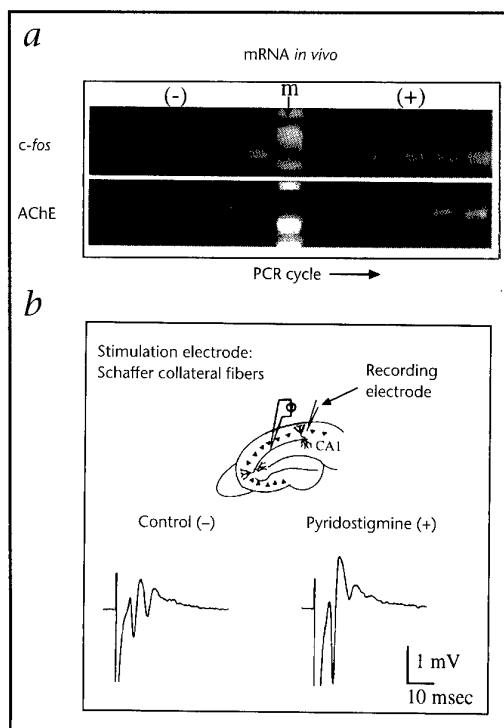 a
mRNA in vivo
(-) m (+)
c-fos
AChE
PCR cycle
b
Stimulation electrode:
Schaffer collateral fibers
Recording
electrode
CA1
Control (–)
Pyridostigmine (+)
1 mV
10 msec